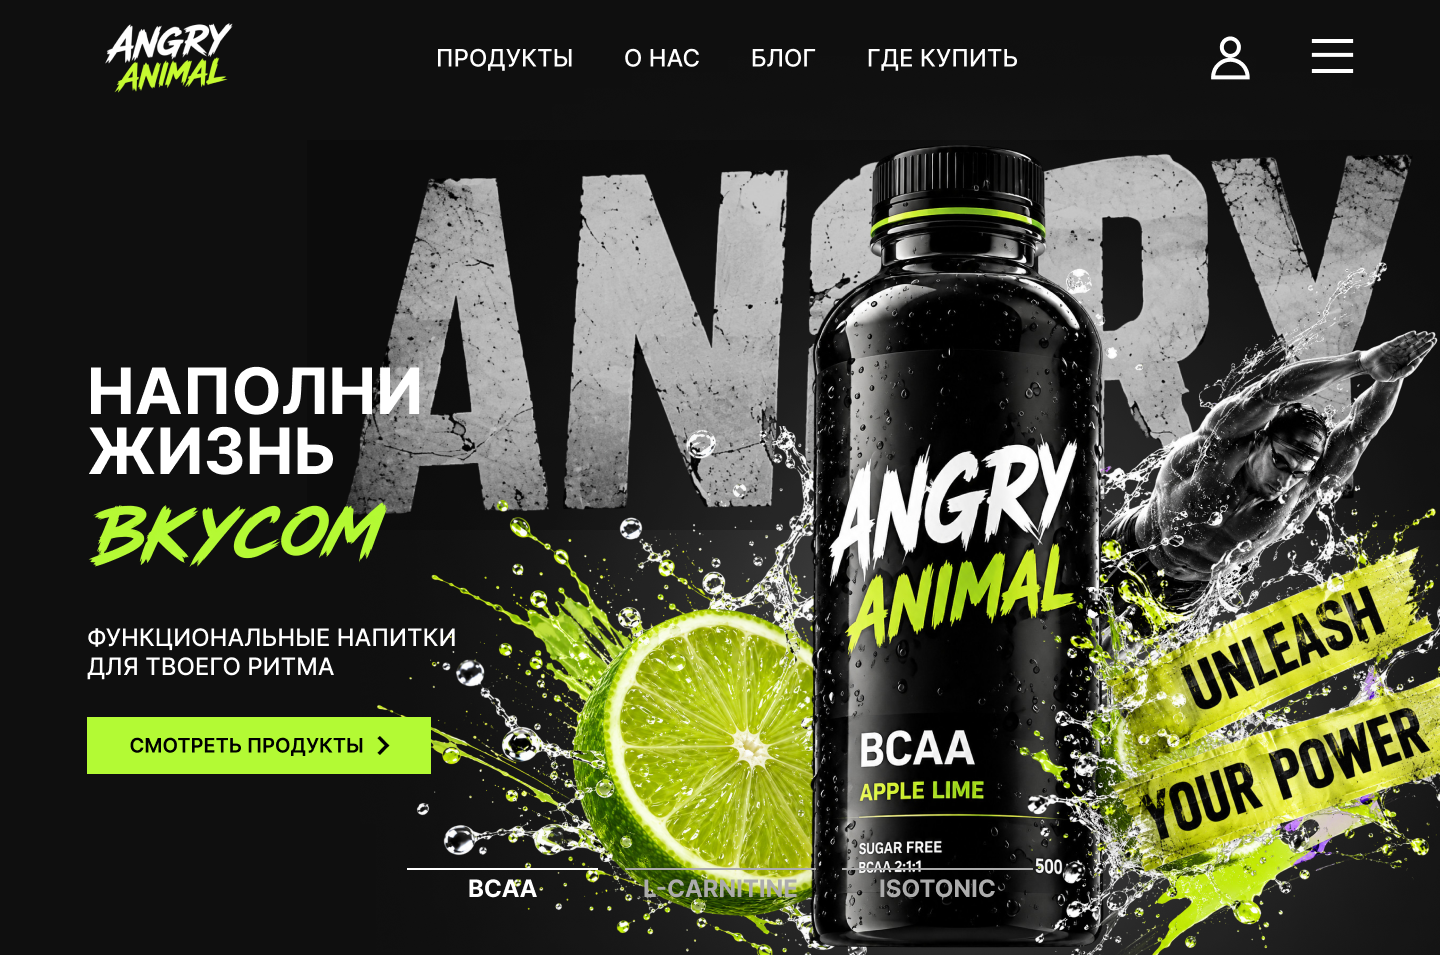 ANGRY
ANIMAL
ПРОДУКТЫ
О НАС
БЛОГ
ГДЕ КУПИТЬ
ANGRY
НАПОЛНИ
ЖИЗНЬ
ВКУСОМ
ФУНКЦИОНАЛЬНЫЕ НАПИТКИ
ДЛЯ ТВОЕГО РИТМА
СМОТРЕТЬ ПРОДУКТЫ
ANGRY
ANIMAL
BCAA
APPLE LIME
SUGAR FREE
BCAA 2:1:1
500
UNLEASH
YOUR POWER
BCAA
L-CARNITINE
ISOTONIC